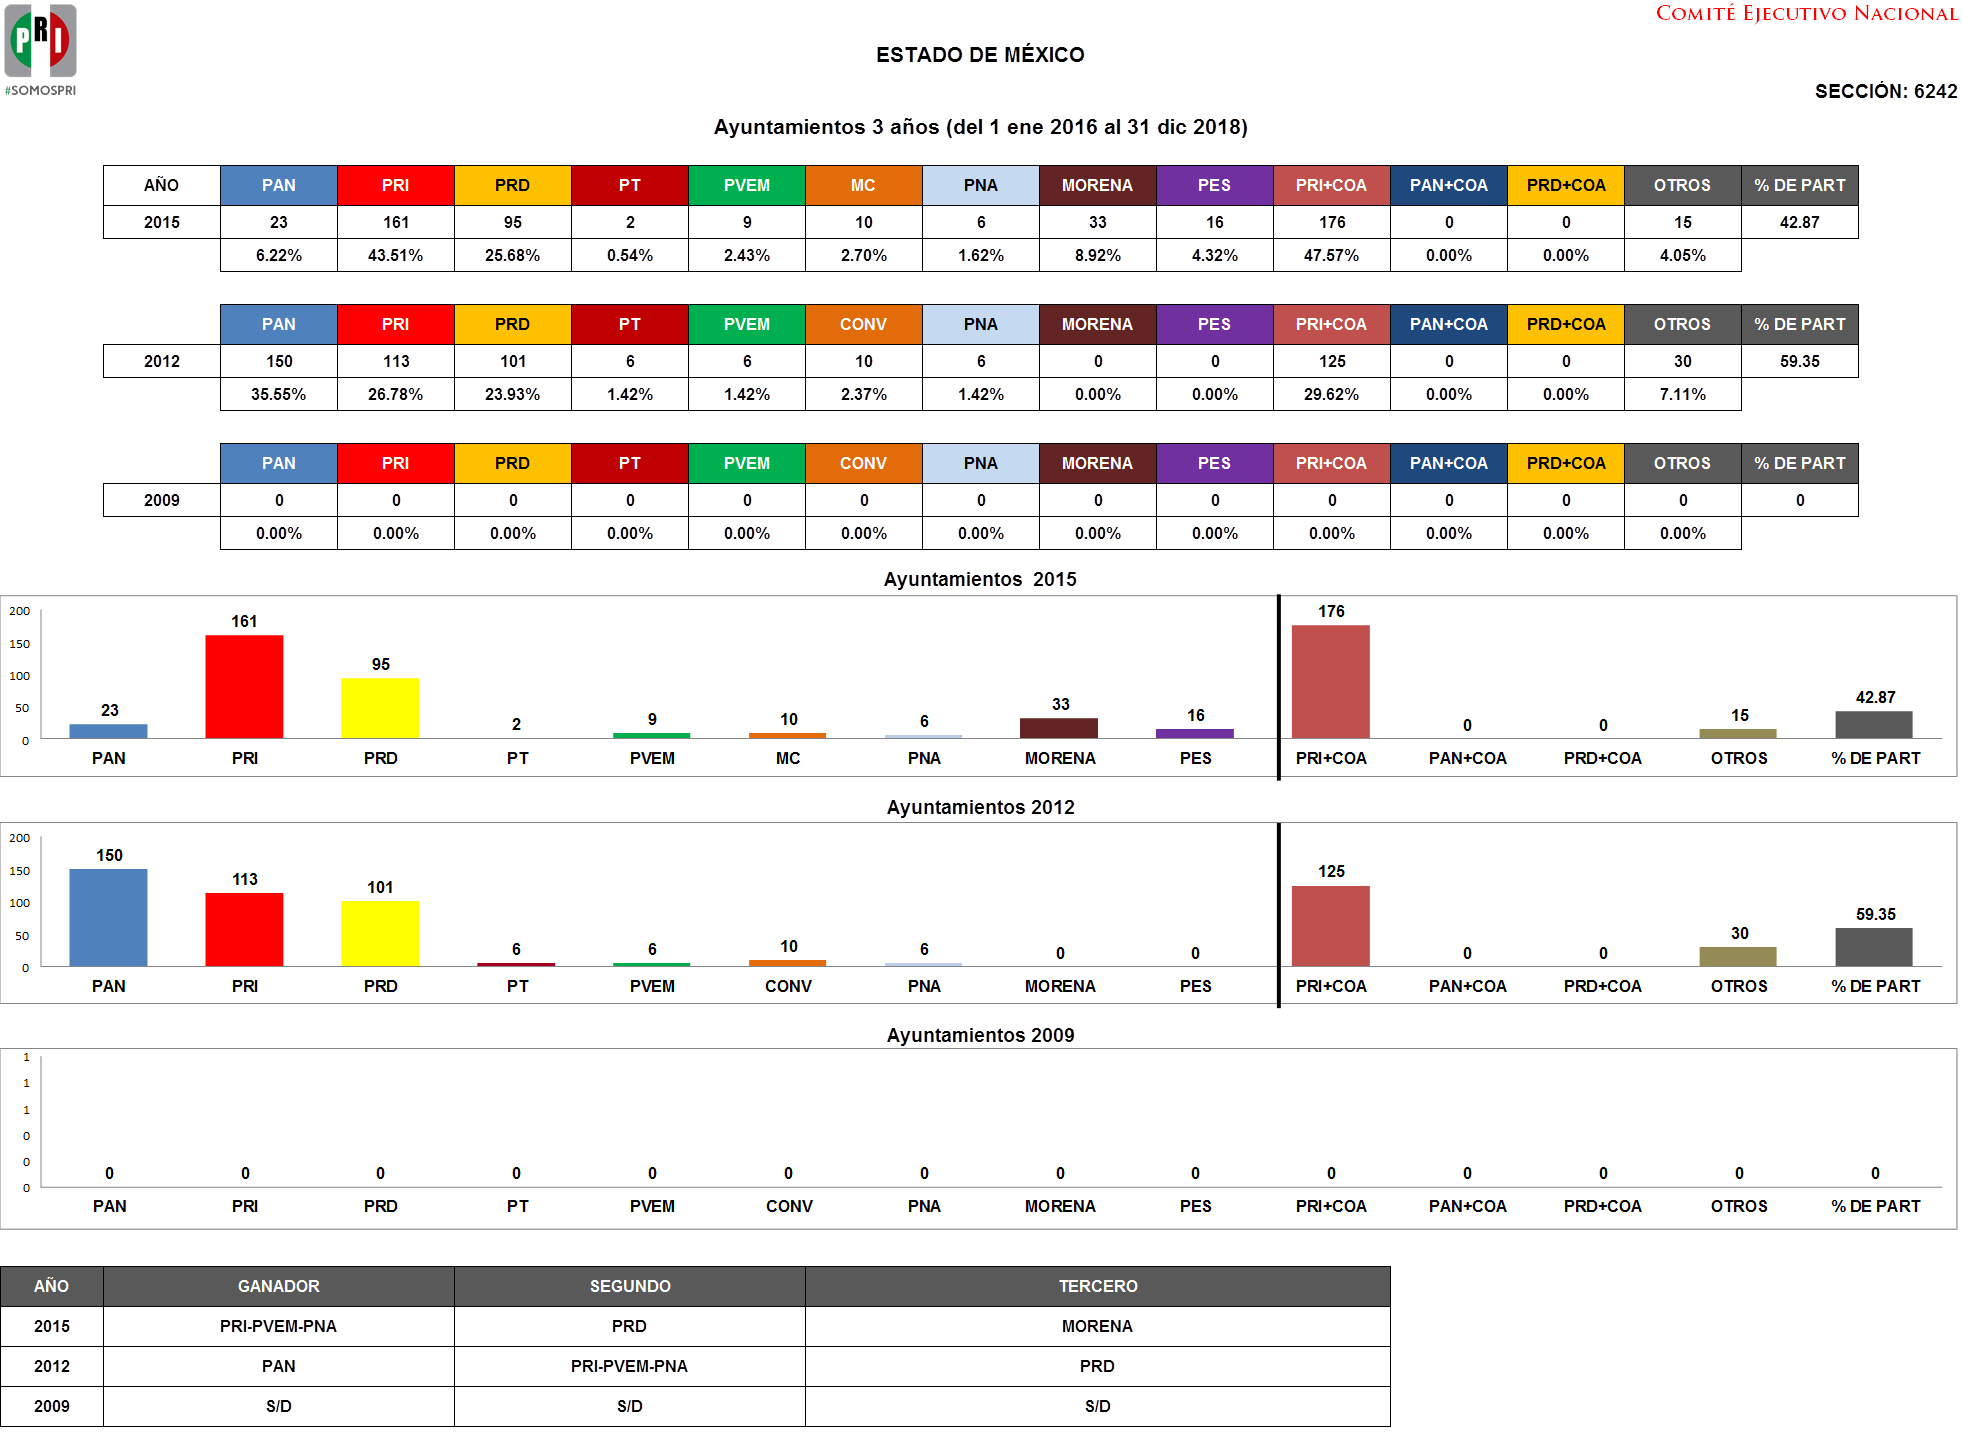 PRI
#SOMOSPRI
COMITÉ EJECUTIVO NACIONAL
ESTADO DE MÉXICO
SECCIÓN: 6242
Ayuntamientos 3 años (del 1 ene 2016 al 31 dic 2018)
AÑO PAN PRI PRD PT PVEM MC PNA MORENA PES PRI+COA PAN+COA PRD+COA OTROS % DE PART
2015 23 161 95 2 9 10 6 33 16 176 0 0 15 42.87
6.22% 43.51% 25.68% 0.54% 2.43% 2.70% 1.62% 8.92% 4.32% 47.57% 0.00% 0.00% 4.05%
PAN PRI PRD PT PVEM CONV PNA MORENA PES PRI+COA PAN+COA PRD+COA OTROS % DE PART
2012 150 113 101 6 6 10 6 0 0 125 0 0 30 59.35
35.55% 26.78% 23.93% 1.42% 1.42% 2.37% 1.42% 0.00% 0.00% 29.62% 0.00% 0.00% 7.11%
PAN PRI PRD PT PVEM CONV PNA MORENA PES PRI+COA PAN+COA PRD+COA OTROS % DE PART
2009 0 0 0 0 0 0 0 0 0 0 0 0 0 0
0.00% 0.00% 0.00% 0.00% 0.00% 0.00% 0.00% 0.00% 0.00% 0.00% 0.00% 0.00% 0.00%
Ayuntamientos 2015
200
150
100
50
0
23 161 95 2 9 10 6 33 16 176 0 0 15 42.87
PAN PRI PRD PT PVEM MC PNA MORENA PES PRI+COA PAN+COA PRD+COA OTROS % DE PART
Ayuntamientos 2012
200
150
100
50
0
150 113 101 6 6 10 6 0 0 125 0 0 30 59.35
PAN PRI PRD PT PVEM CONV PNA MORENA PES PRI+COA PAN+COA PRD+COA OTROS % DE PART
Ayuntamientos 2009
1
1
1
0
0
0
0 0 0 0 0 0 0 0 0 0 0 0 0 0
PAN PRI PRD PT PVEM CONV PNA MORENA PES PRI+COA PAN+COA PRD+COA OTROS % DE PART
AÑO GANADOR SEGUNDO TERCERO
2015 PRI-PVEM-PNA PRD MORENA
2012 PAN PRI-PVEM-PNA PRD
2009 S/D S/D S/D